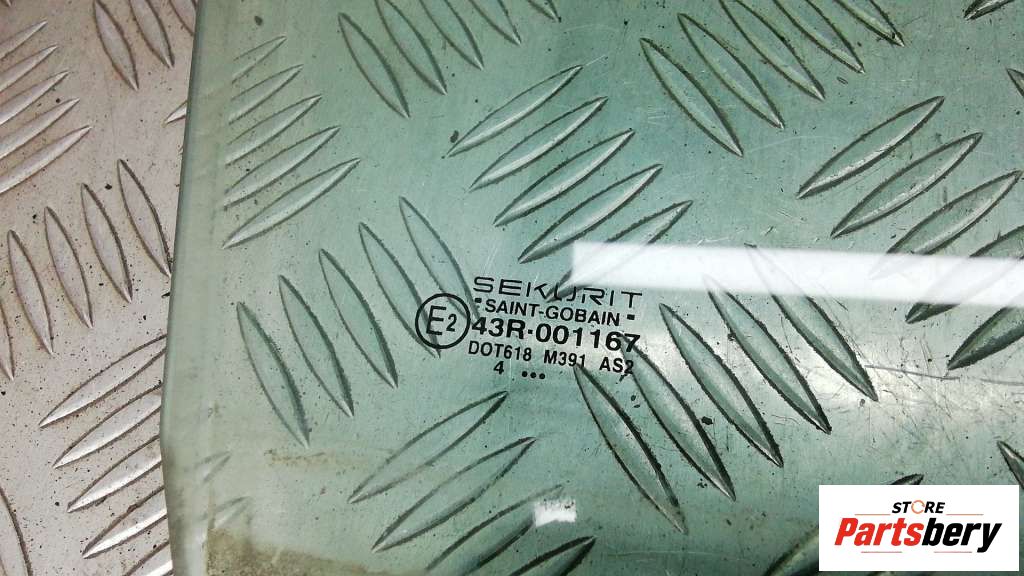 SEKURIT
SAINT-GOBAIN
E2 43R-001167
DOT618 M391 AS2
4 ...
STORE
Partsbery